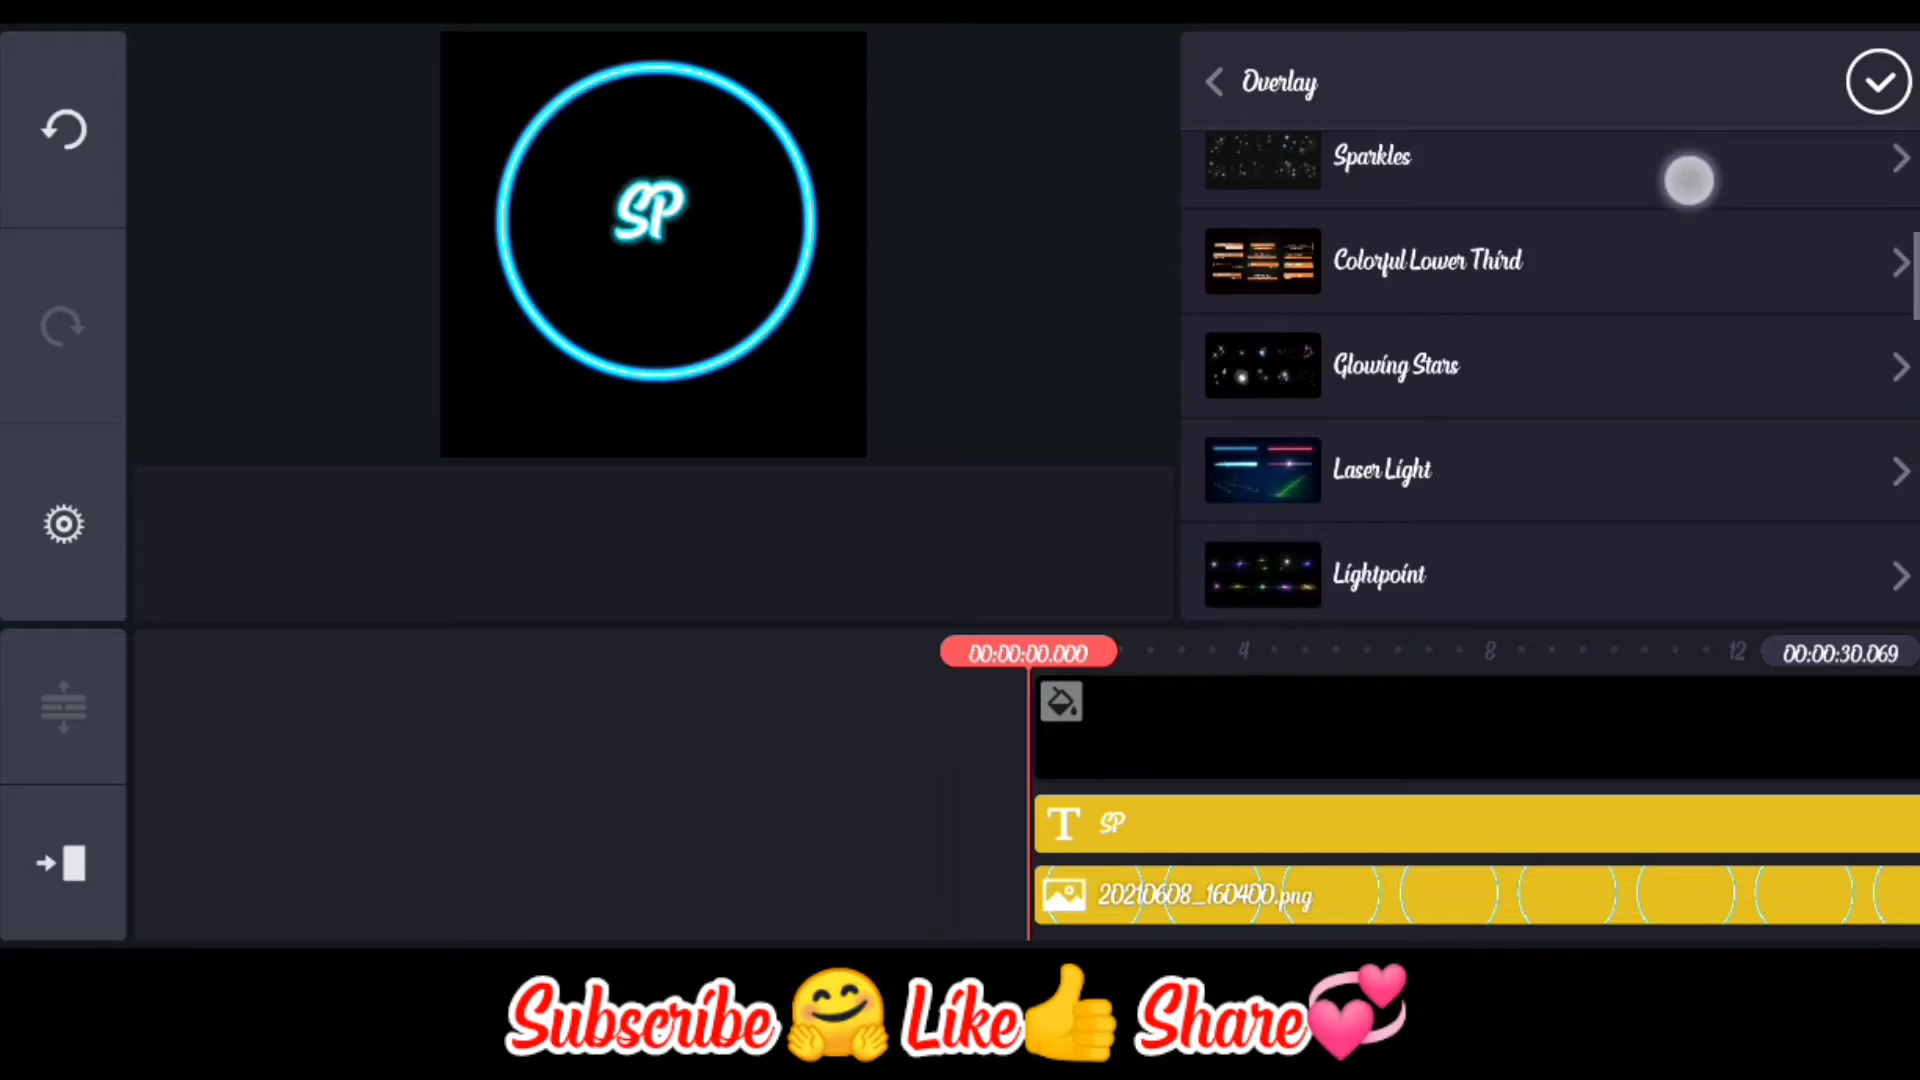 SP
Overlay
Sparkles
Colorful Lower Third
Glowing Stars
Laser Light
Lightpoint
00:00:00.000
4
8
12
00:00:30.069
T SP
20210608_160400.png
Subscribe🤗 Like👍 Share💞